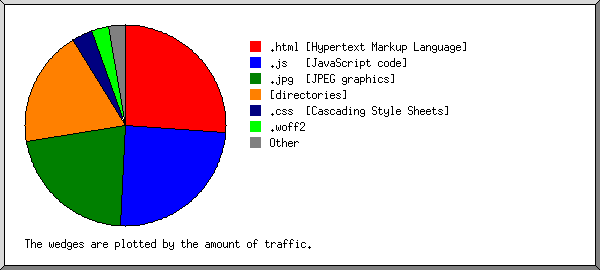 .html [Hypertext Markup Language]
.js [JavaScript code]
.jpg [JPEG graphics]
[directories]
.css [Cascading Style Sheets]
.woff2
Other
The wedges are plotted by the amount of traffic.